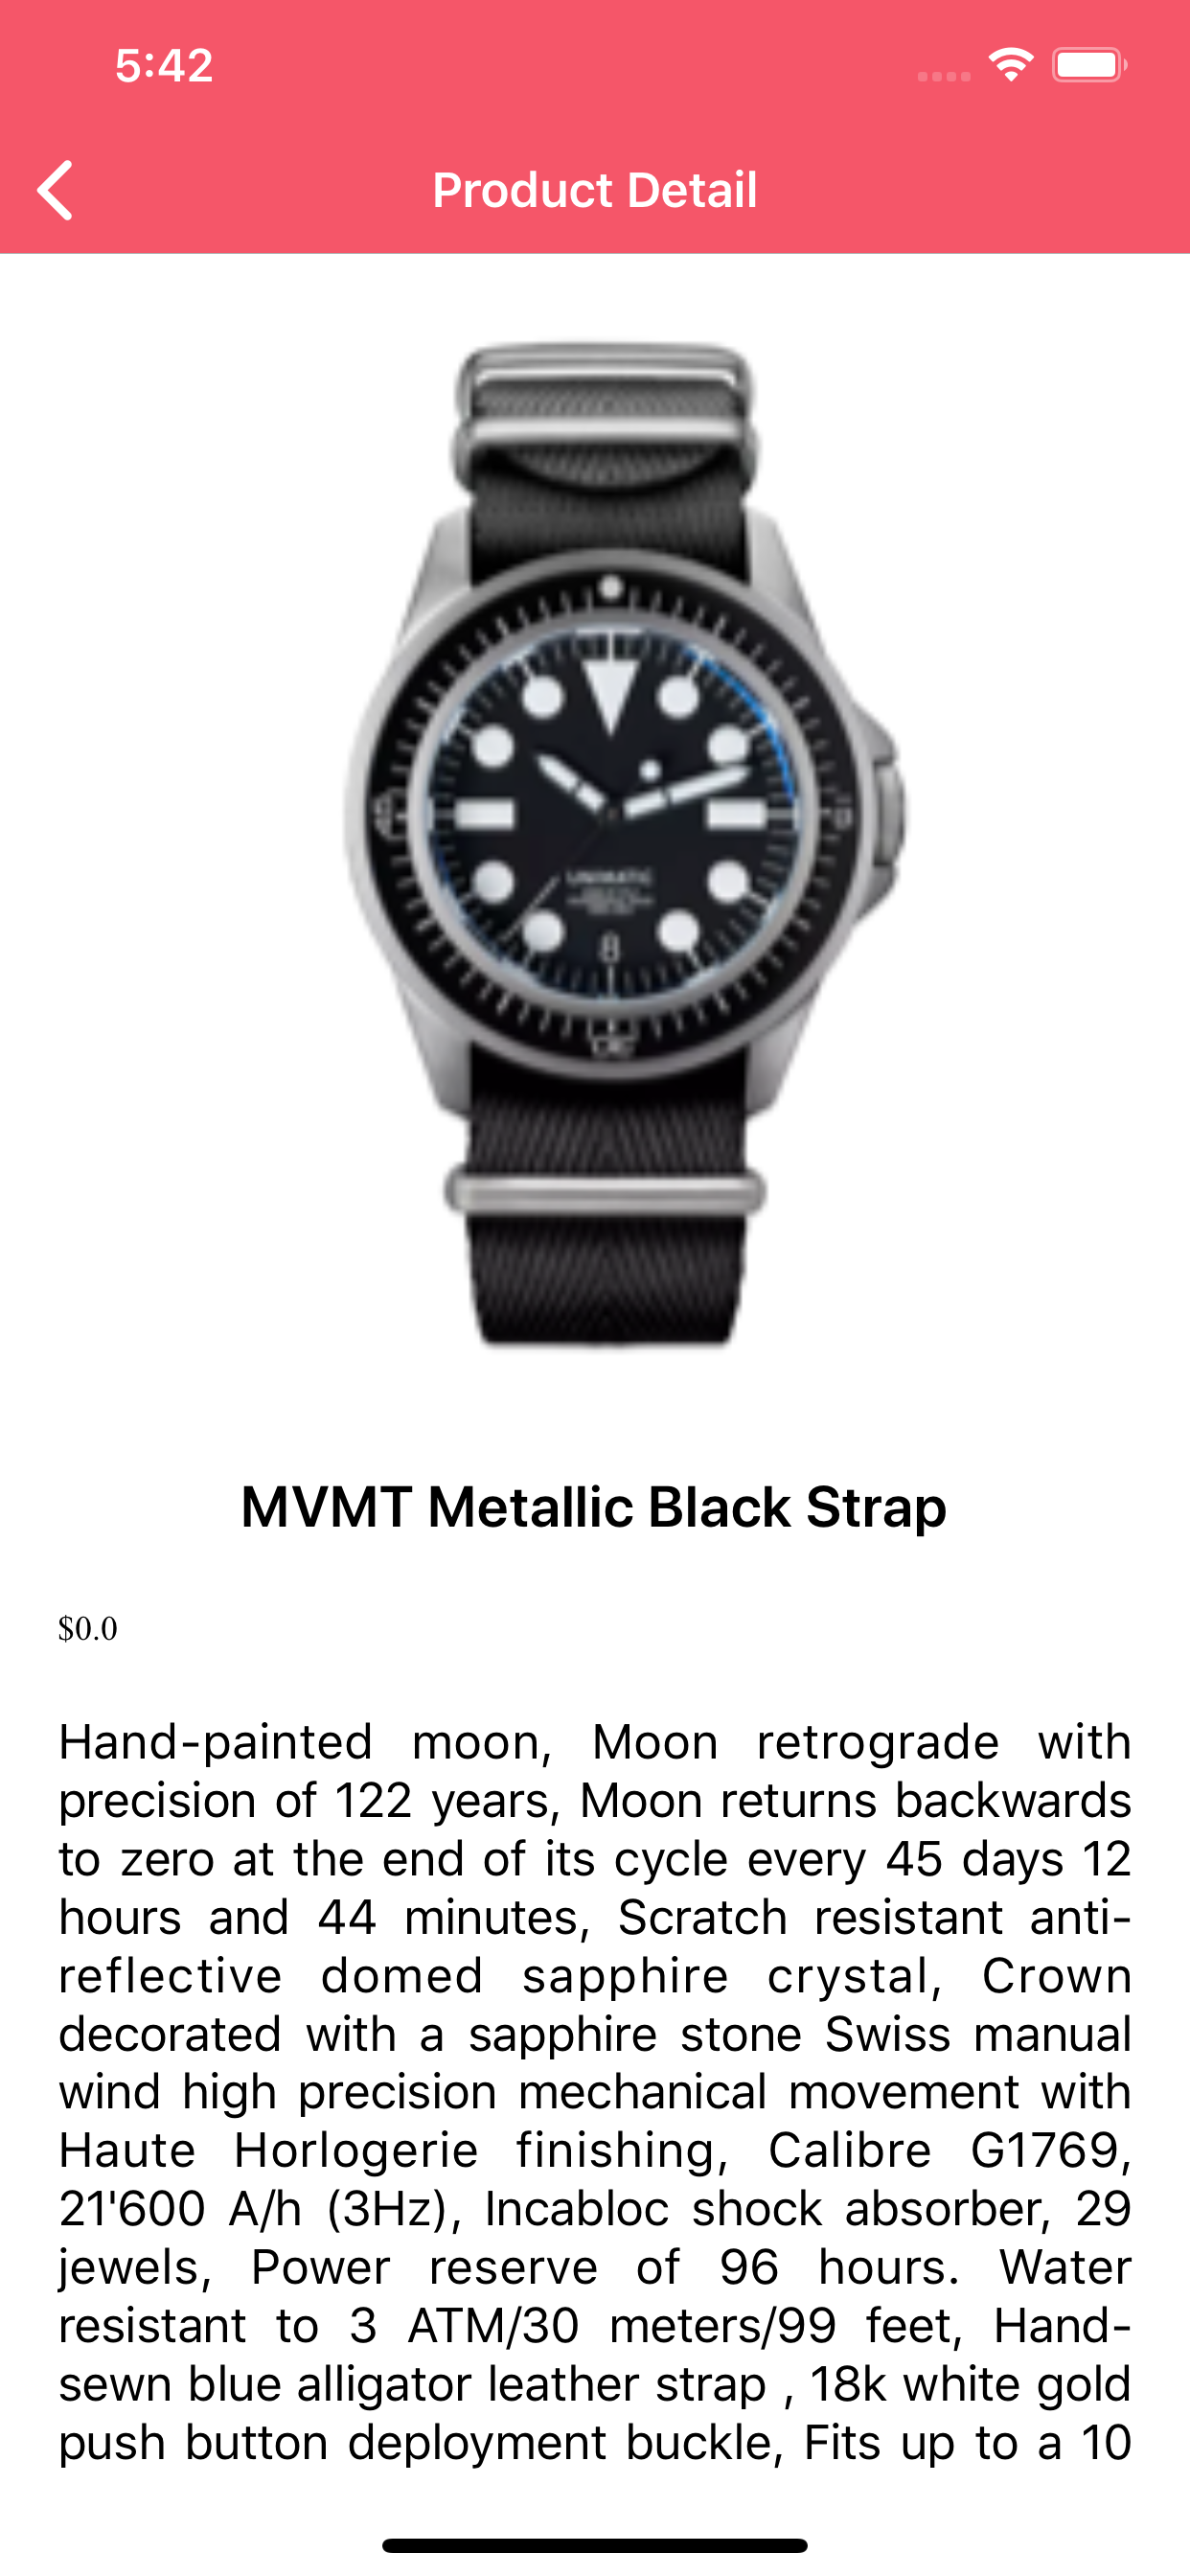 5:42
Product Detail
UNIMATIC
8
MVMT Metallic Black Strap
$0.0
Hand-painted moon, Moon retrograde with
precision of 122 years, Moon returns backwards
to zero at the end of its cycle every 45 days 12
hours and 44 minutes, Scratch resistant anti-
reflective domed sapphire crystal, Crown
decorated with a sapphire stone Swiss manual
wind high precision mechanical movement with
Haute Horlogerie finishing, Calibre G1769,
21'600 A/h (3Hz), Incabloc shock absorber, 29
jewels, Power reserve of 96 hours. Water
resistant to 3 ATM/30 meters/99 feet, Hand-
sewn blue alligator leather strap , 18k white gold
push button deployment buckle, Fits up to a 10